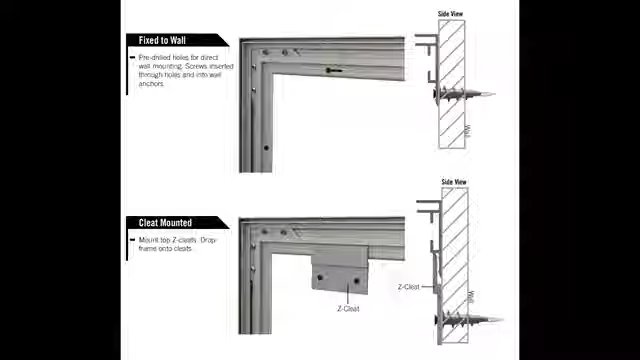 Side View
Fixed to Wall
Pre-drilled holes for direct
wall mounting. Screws inserted
through holes and into wall
anchors.
Wall
Side View
Cleat Mounted
Mount top Z-cleats. Drap
frame onto cleats
Z-Cleat
Z-Cleat
Wall